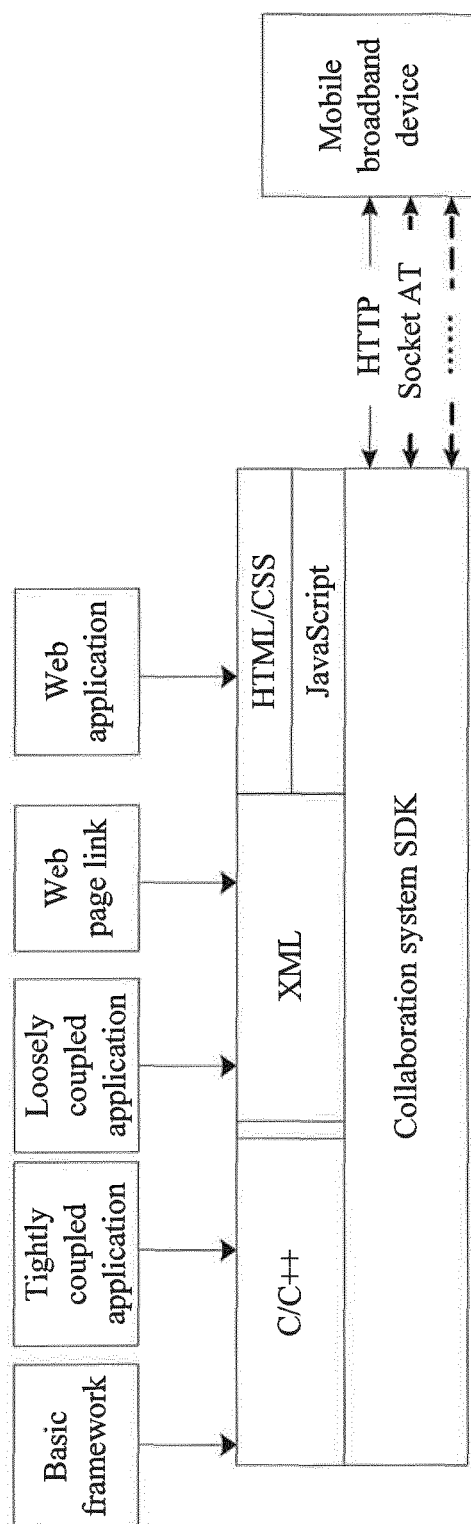 Basic
framework
Tightly
coupled
application
Loosely
coupled
application
Web
page link
Web
application
C/C++
XML
HTML/CSS
JavaScript
Collaboration system SDK
HTTP
Socket AT
......
Mobile
broadband
device